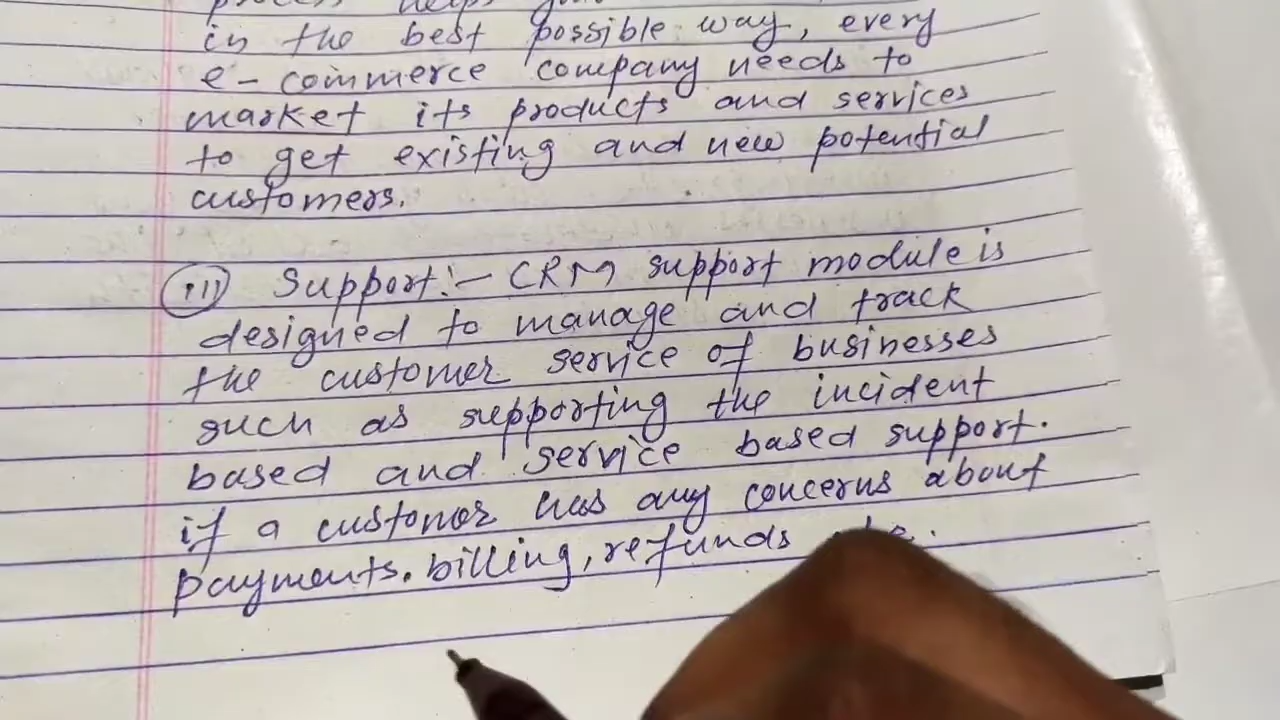 process helps
in the best possible way, every
e-commerce company needs to
market its products and services
to get existing and new potential
customers.
(iii) Support:- CRM support module is
designed to manage and track
the customer service of businesses
such as supporting the incident
based and service based support.
if a customer has any concerns about
payments. billing, refunds